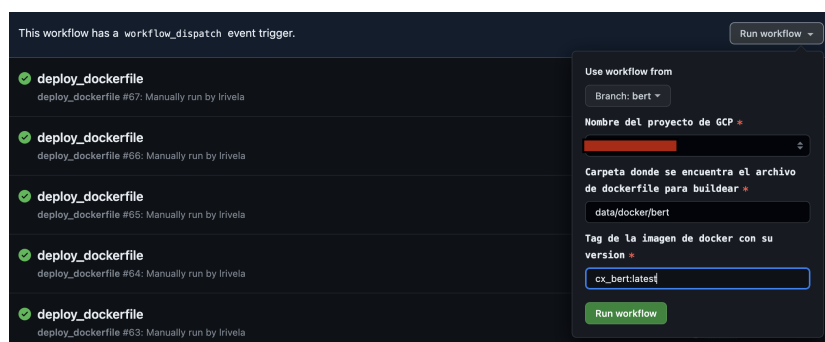 This workflow has a workflow_dispatch event trigger.
Run workflow
deploy_dockerfile
deploy_dockerfile #67: Manually run by lrivela
deploy_dockerfile
deploy_dockerfile #66: Manually run by lrivela
deploy_dockerfile
deploy_dockerfile #65: Manually run by lrivela
deploy_dockerfile
deploy_dockerfile #64: Manually run by lrivela
deploy_dockerfile
deploy_dockerfile #63: Manually run by lrivela
Use workflow from
Branch: bert
Nombre del proyecto de GCP *
Carpeta donde se encuentra el archivo
de dockerfile para buildear *
data/docker/bert
Tag de la imagen de docker con su
version *
cx_bert:latest
Run workflow